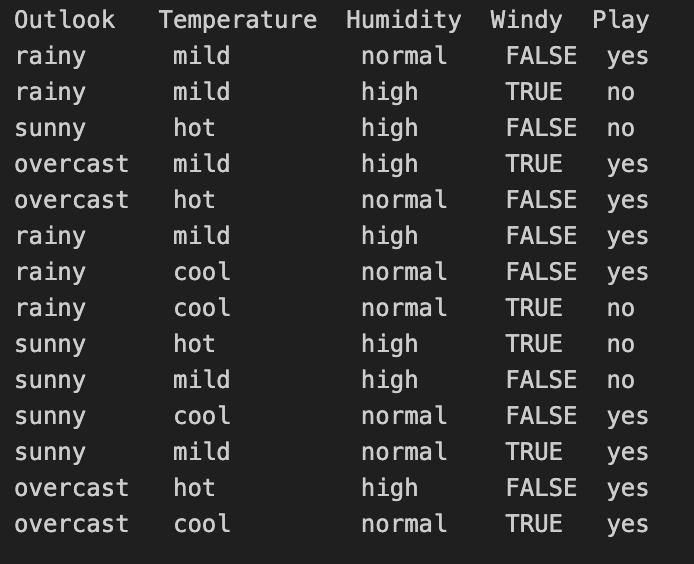 Outlook Temperature Humidity Windy Play
rainy mild normal FALSE yes
rainy mild high TRUE no
sunny hot high FALSE no
overcast mild high TRUE yes
overcast hot normal FALSE yes
rainy mild high FALSE yes
rainy cool normal FALSE yes
rainy cool normal TRUE no
sunny hot high TRUE no
sunny mild high FALSE no
sunny cool normal FALSE yes
sunny mild normal TRUE yes
overcast hot high FALSE yes
overcast cool normal TRUE yes